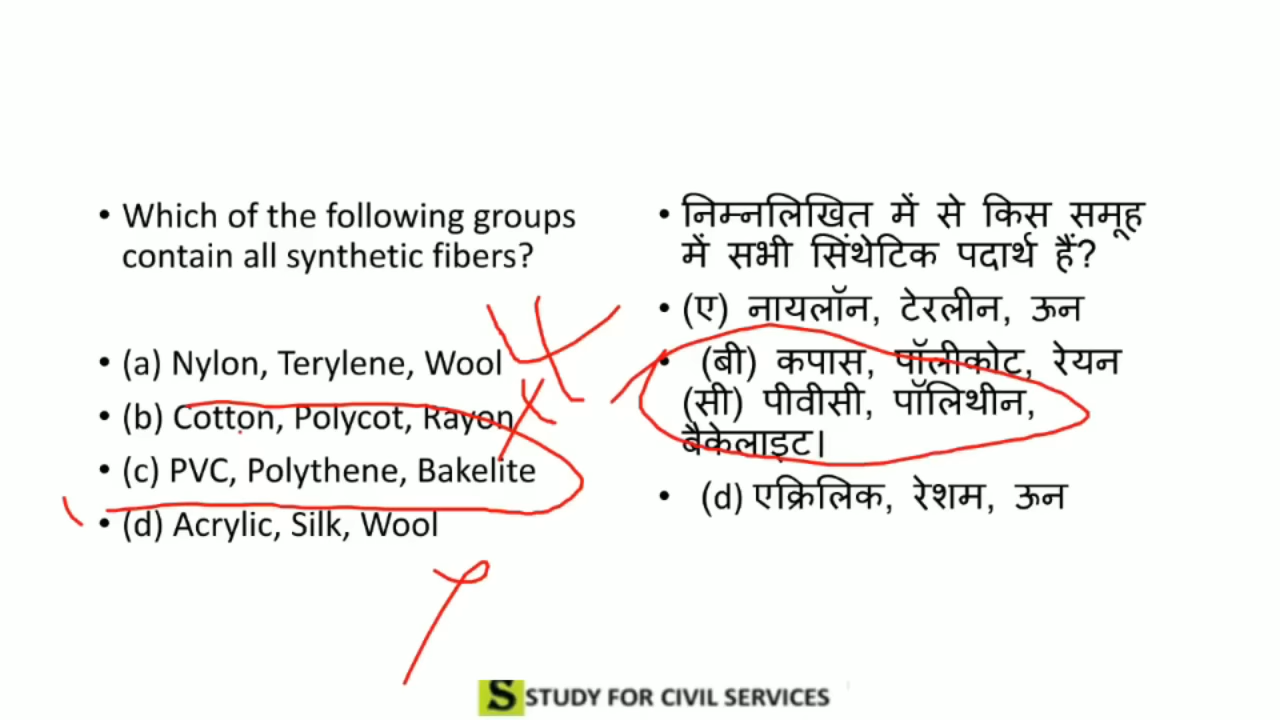 • Which of the following groups
contain all synthetic fibers?
• (a) Nylon, Terylene, Wool
• (b) Cotton, Polycot, Rayon
• (c) PVC, Polythene, Bakelite
• (d) Acrylic, Silk, Wool
• निम्नलिखित में से किस समूह
में सभी सिंथेटिक पदार्थ हैं?
• (ए) नायलॉन, टेरलीन, ऊन
• (बी) कपास, पॉलीकोट, रेयन
(सी) पीवीसी, पॉलिथीन,
बैकेलाइट।
• (d) एक्रिलिक, रेशम, ऊन
S STUDY FOR CIVIL SERVICES